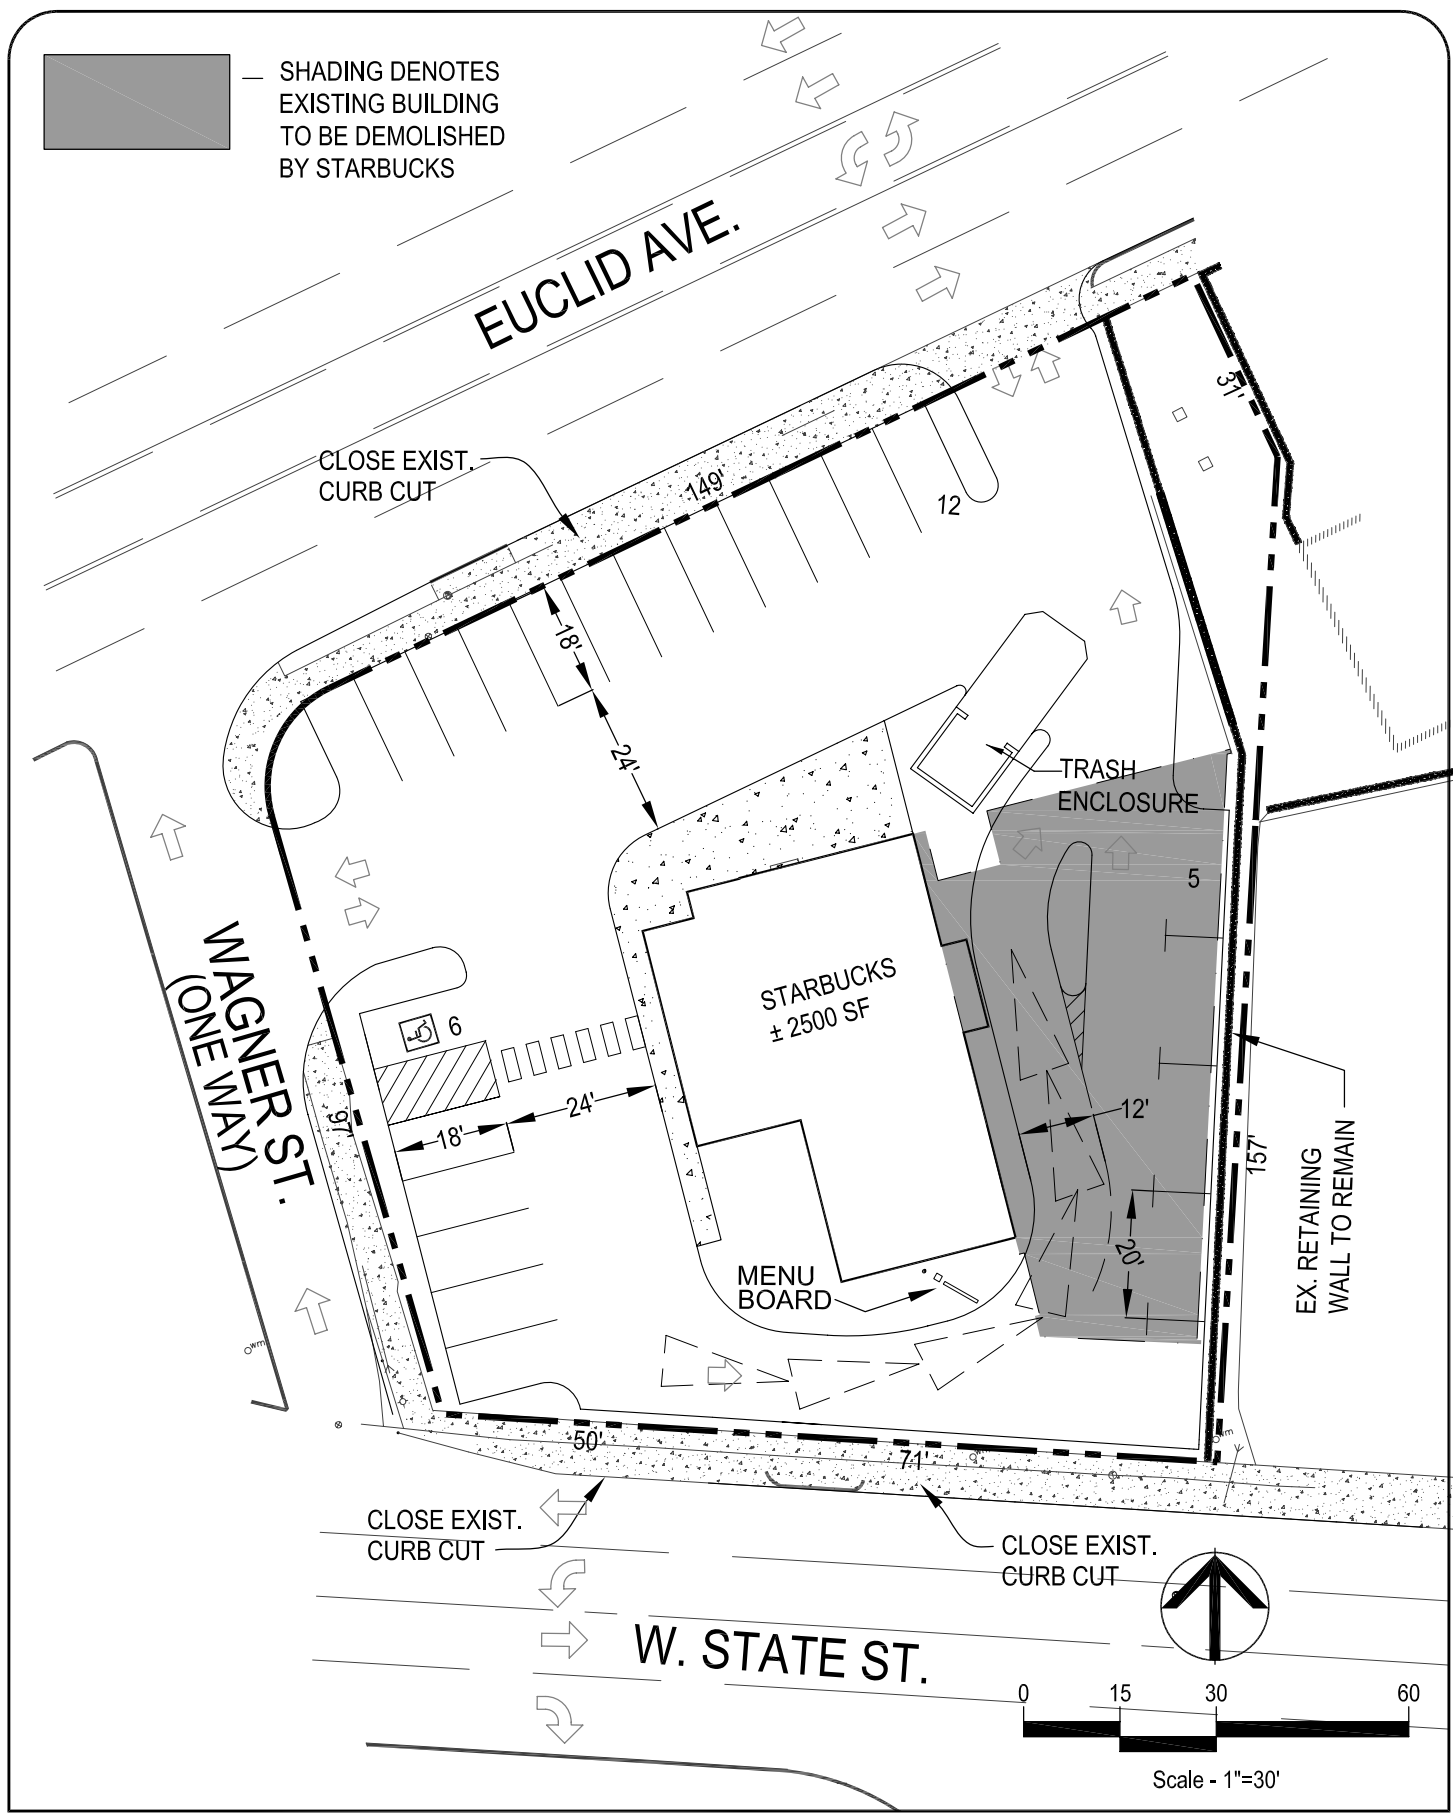 SHADING DENOTES
EXISTING BUILDING
TO BE DEMOLISHED
BY STARBUCKS
EUCLID AVE.
31'
CLOSE EXIST.
CURB CUT
149'
12
18'
24'
TRASH
ENCLOSURE
5
WAGNER ST.
(ONE WAY)
STARBUCKS
± 2500 SF
6
24'
18'
97'
12'
157'
EX. RETAINING
WALL TO REMAIN
20'
MENU
BOARD
wm
50'
71'
wm
wm
CLOSE EXIST.
CURB CUT
CLOSE EXIST.
CURB CUT
W. STATE ST.
0 15 30 60
Scale - 1"=30'